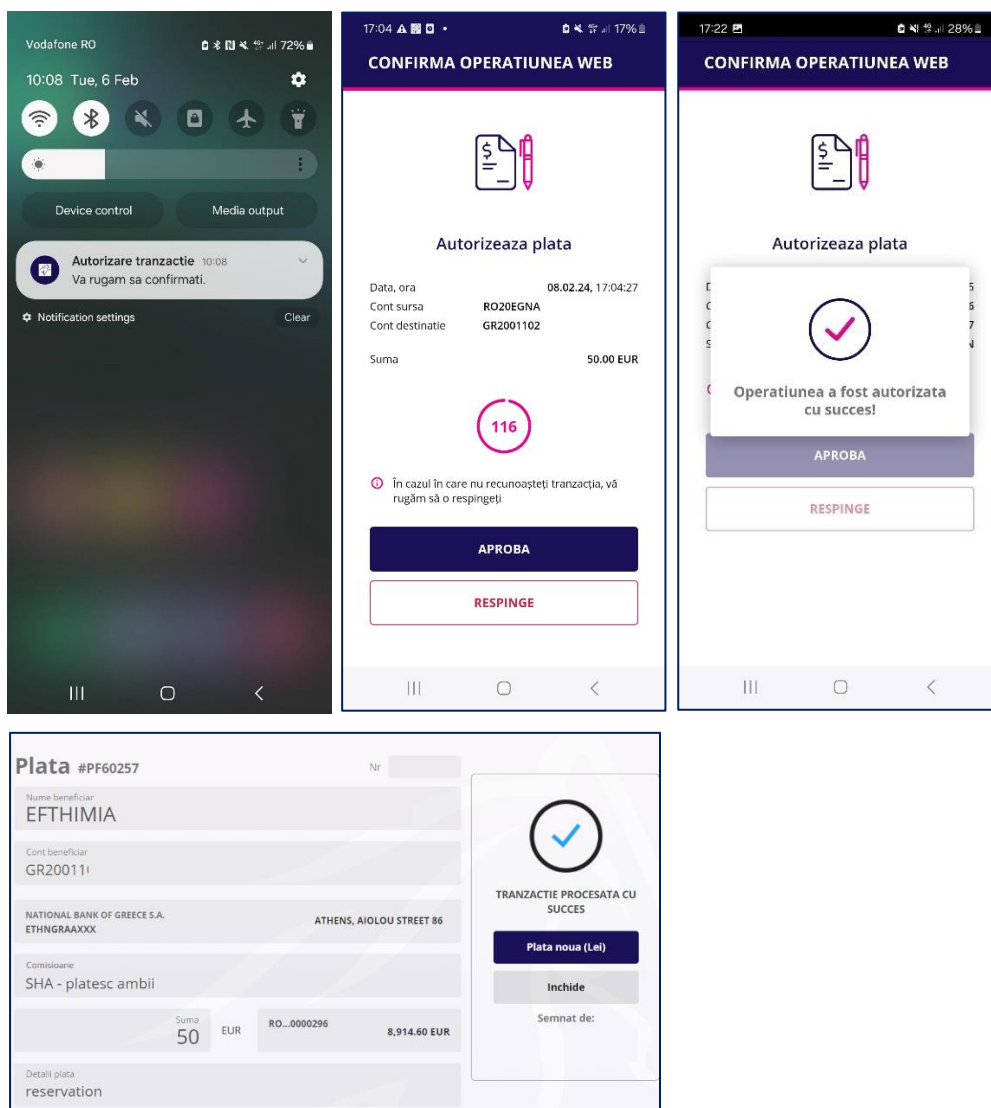 Vodafone RO
72%
10:08 Tue, 6 Feb
Device control
Media output
Autorizare tranzactie 10:08
Va rugam sa confirmati.
Notification settings
Clear
17:04
17%
CONFIRMA OPERATIUNEA WEB
$
Autorizeaza plata
Data, ora 08.02.24, 17:04:27
Cont sursa RO20EGNA
Cont destinatie GR2001102
Suma 50.00 EUR
116
În cazul în care nu recunoașteți tranzacția, vă
rugăm să o respingeți
APROBA
RESPINGE
17:22
28%
CONFIRMA OPERATIUNEA WEB
$
Autorizeaza plata
5
6
7
N
Operatiunea a fost autorizata
cu succes!
APROBA
RESPINGE
Plata #PF60257
Nr
Nume beneficiar
EFTHIMIA
Cont beneficiar
GR20011
NATIONAL BANK OF GREECE S.A.
ETHNGRAAXXX
ATHENS, AIOLOU STREET 86
Comisioane
SHA - platesc ambii
Suma
50 EUR
RO...0000296
8,914.60 EUR
Detalii plata
reservation
TRANZACTIE PROCESATA CU
SUCCES
Plata noua (Lei)
Inchide
Semnat de: